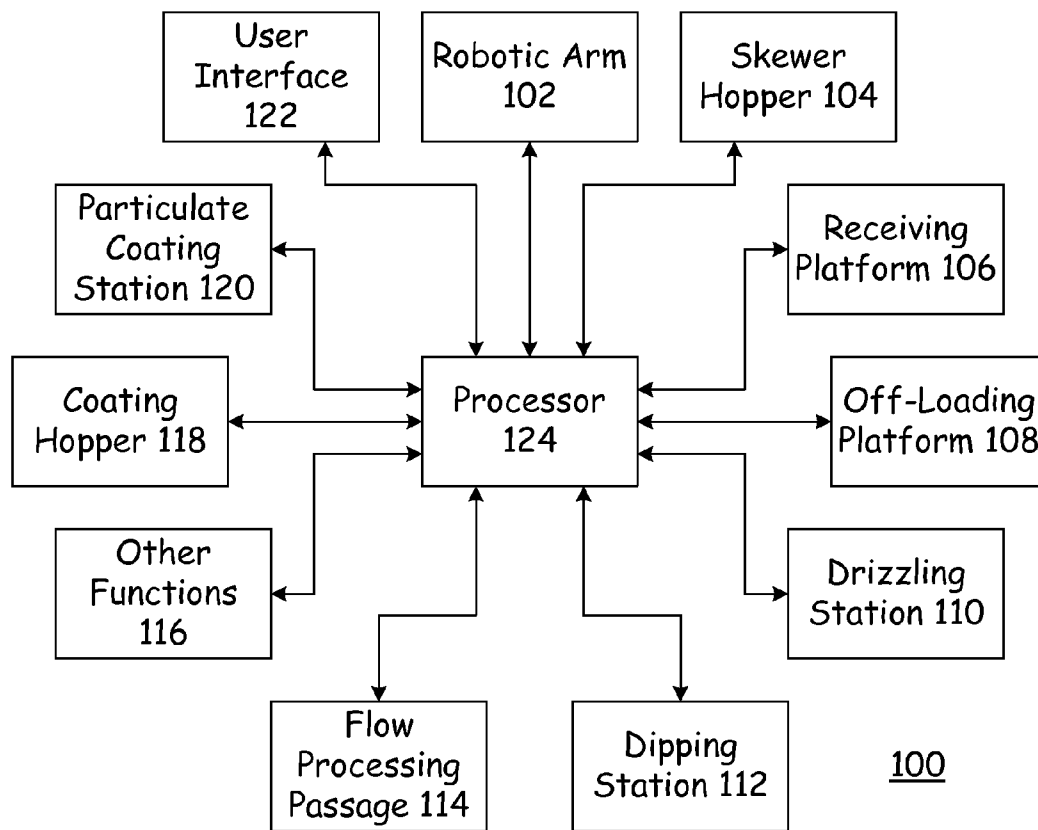 User
Interface
122
Robotic Arm
102
Skewer
Hopper 104
Particulate
Coating
Station 120
Receiving
Platform 106
Coating
Hopper 118
Processor
124
Off-Loading
Platform 108
Other
Functions
116
Drizzling
Station 110
Flow
Processing
Passage 114
Dipping
Station 112
100